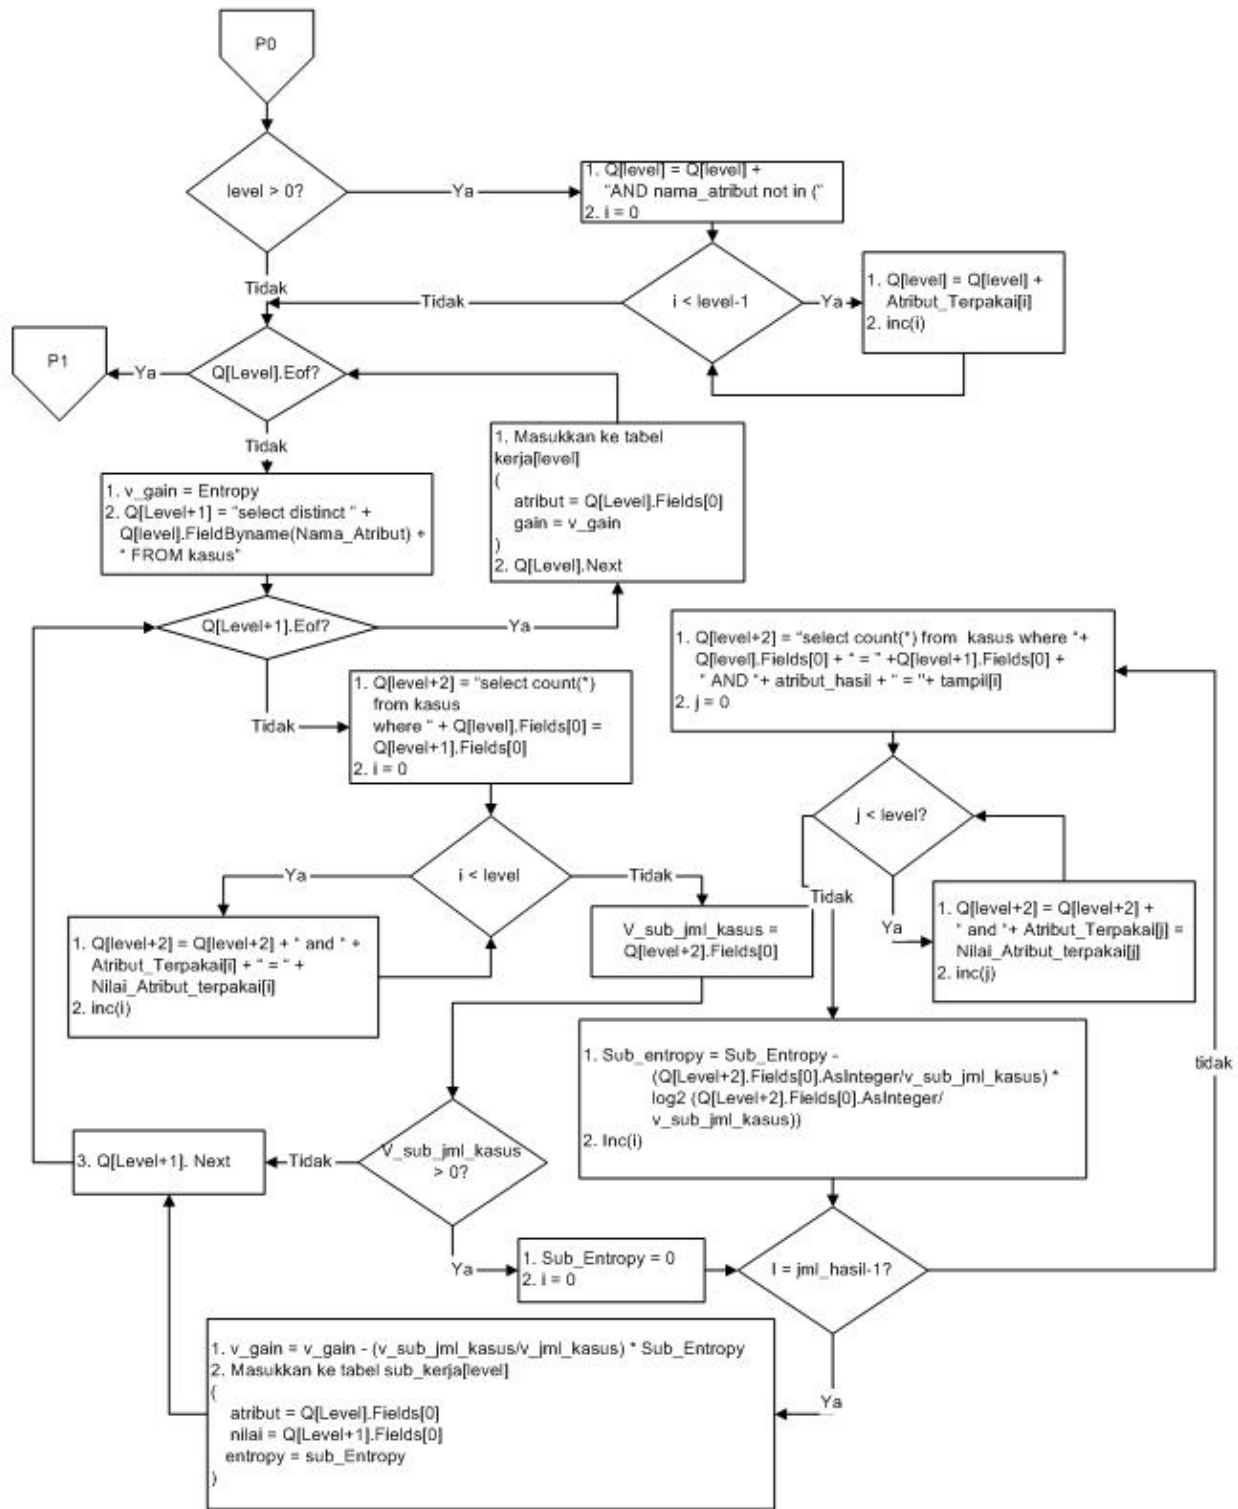 P0
level > 0?
Ya
1. Q[level] = Q[level] +
"AND nama_atribut not in ("
2. i = 0
Tidak
Tidak
i < level-1
Ya
1. Q[level] = Q[level] +
Atribut_Terpakai[i]
2. inc(i)
P1
Ya
Q[Level].Eof?
Tidak
1. Masukkan ke tabel
kerja[level]
(
atribut = Q[Level].Fields[0]
gain = v_gain
)
2. Q[Level].Next
1. v_gain = Entropy
2. Q[Level+1] = "select distinct " +
Q[level].FieldByname(Nama_Atribut) +
" FROM kasus"
Q[Level+1].Eof?
Ya
1. Q[level+2] = "select count(*) from  kasus where "+
Q[level].Fields[0] + " = " +Q[level+1].Fields[0] +
" AND "+ atribut_hasil + " = "+ tampil[i]
2. j = 0
Tidak
1. Q[level+2] = "select count(*)
from kasus
where " + Q[level].Fields[0] =
Q[level+1].Fields[0]
2. i = 0
j < level?
i < level
Ya
Tidak
Tidak
Ya
1. Q[level+2] = Q[level+2] + " and " +
Atribut_Terpakai[i] + " = " +
Nilai_Atribut_terpakai[i]
2. inc(i)
V_sub_jml_kasus =
Q[level+2].Fields[0]
1. Q[level+2] = Q[level+2] +
" and "+ Atribut_Terpakai[j] =
Nilai_Atribut_terpakai[j]
2. inc(j)
1. Sub_entropy = Sub_Entropy -
(Q[Level+2].Fields[0].AsInteger/v_sub_jml_kasus) *
log2 (Q[Level+2].Fields[0].AsInteger/
v_sub_jml_kasus))
2. Inc(i)
tidak
3. Q[Level+1]. Next
Tidak
V_sub_jml_kasus
> 0?
Ya
1. Sub_Entropy = 0
2. i = 0
I = jml_hasil-1?
Ya
1. v_gain = v_gain - (v_sub_jml_kasus/v_jml_kasus) * Sub_Entropy
2. Masukkan ke tabel sub_kerja[level]
(
atribut = Q[Level].Fields[0]
nilai = Q[Level+1].Fields[0]
entropy = sub_Entropy
)